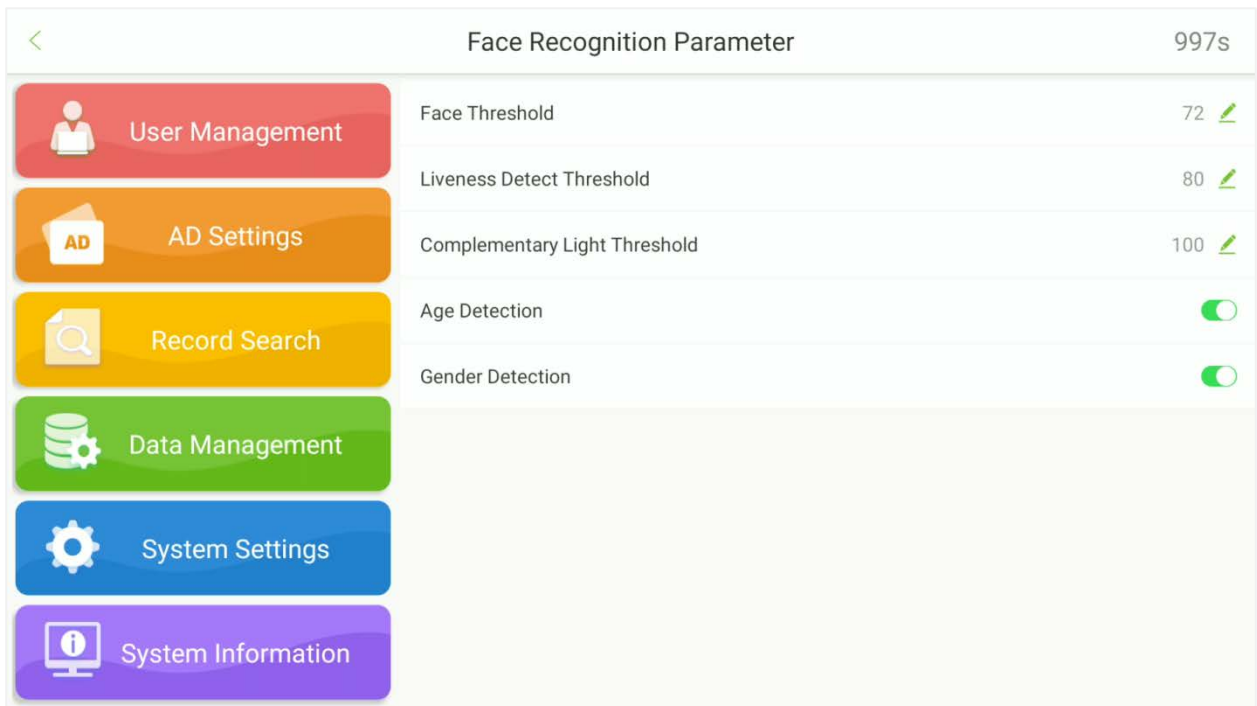 Face Recognition Parameter
997s
User Management
AD
AD Settings
Record Search
Data Management
System Settings
System Information
Face Threshold
72
Liveness Detect Threshold
80
Complementary Light Threshold
100
Age Detection
Gender Detection